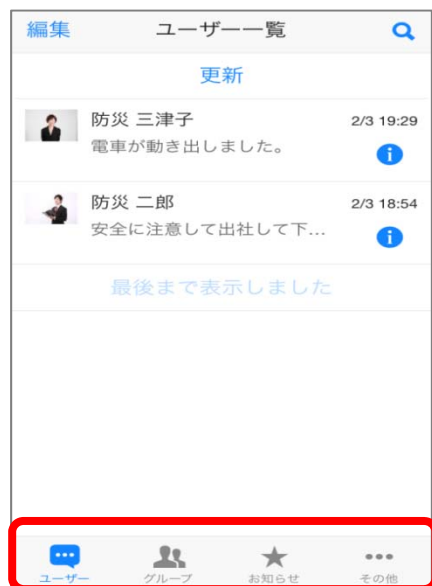 編集 ユーザー一覧
更新
防災 三津子 2/3 19:29
電車が動き出しました。
防災 二郎 2/3 18:54
安全に注意して出社して下...
最後まで表示しました
ユーザー グループ お知らせ その他